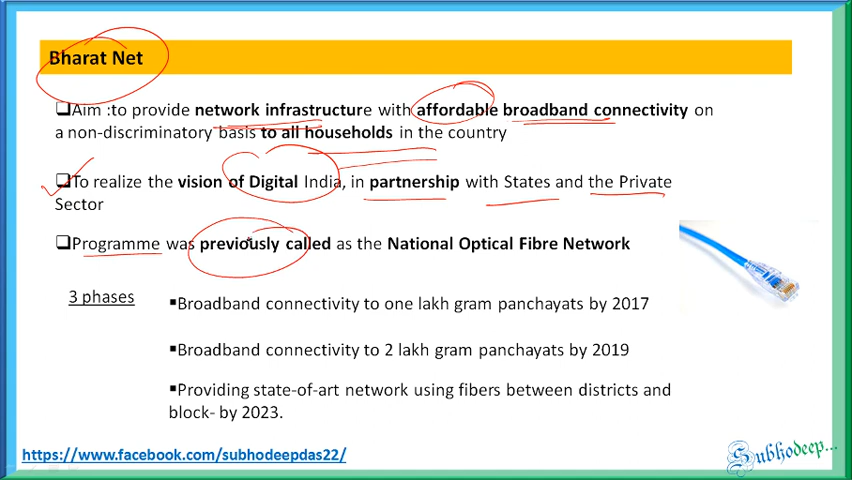 Bharat Net
Aim :to provide network infrastructure with affordable broadband connectivity on
a non-discriminatory basis to all households in the country
To realize the vision of Digital India, in partnership with States and the Private
Sector
Programme was previously called as the National Optical Fibre Network
3 phases
Broadband connectivity to one lakh gram panchayats by 2017
Broadband connectivity to 2 lakh gram panchayats by 2019
Providing state-of-art network using fibers between districts and
block- by 2023.
https://www.facebook.com/subhodeepdas22/
Subhodeep...